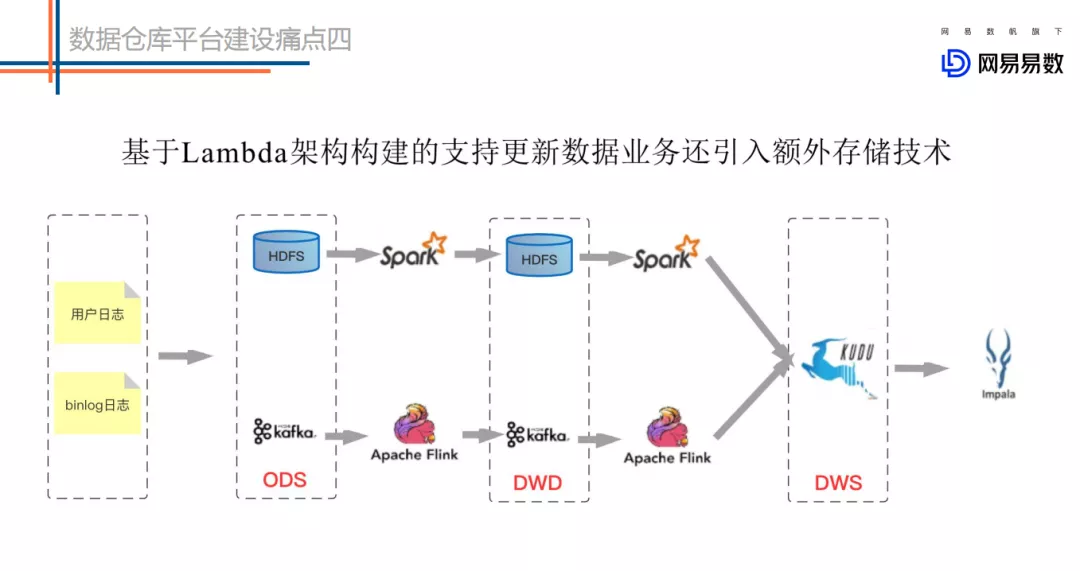 数据仓库平台建设痛点四
网易数帆旗下
网易易数
基于Lambda架构构建的支持更新数据业务还引入额外存储技术
用户日志
binlog日志
HDFS
Spark
HDFS
Spark
kafka
Apache Flink
kafka
Apache Flink
KUDU
Impala
ODS
DWD
DWS